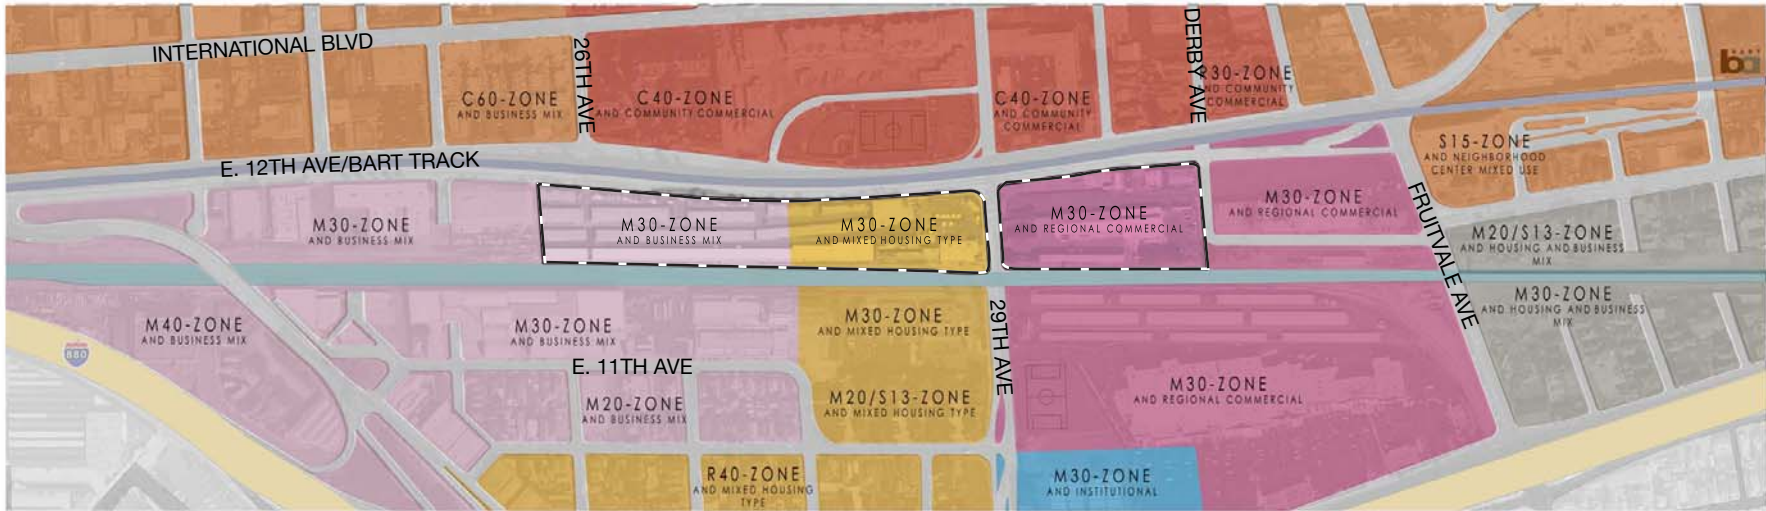 INTERNATIONAL BLVD
26TH AVE
DERBY AVE
C60-ZONE
AND BUSINESS MIX
C40-ZONE
AND COMMUNITY COMMERCIAL
C40-ZONE
AND COMMUNITY
COMMERCIAL
R30-ZONE
AND COMMUNITY
COMMERCIAL
S15-ZONE
AND NEIGHBORHOOD
CENTER MIXED USE
E. 12TH AVE/BART TRACK
M30-ZONE
AND BUSINESS MIX
M30-ZONE
AND BUSINESS MIX
M30-ZONE
AND MIXED HOUSING TYPE
M30-ZONE
AND REGIONAL COMMERCIAL
M30-ZONE
AND REGIONAL COMMERCIAL
FRUITVALE AVE
M20/S13-ZONE
AND HOUSING AND BUSINESS
MIX
M40-ZONE
AND BUSINESS MIX
880
M30-ZONE
AND BUSINESS MIX
M30-ZONE
AND MIXED HOUSING TYPE
29TH AVE
M30-ZONE
AND HOUSING AND BUSINESS
MIX
E. 11TH AVE
M20-ZONE
AND BUSINESS MIX
M20/S13-ZONE
AND MIXED HOUSING TYPE
M30-ZONE
AND REGIONAL COMMERCIAL
R40-ZONE
AND MIXED HOUSING
TYPE
M30-ZONE
AND INSTITUTIONAL